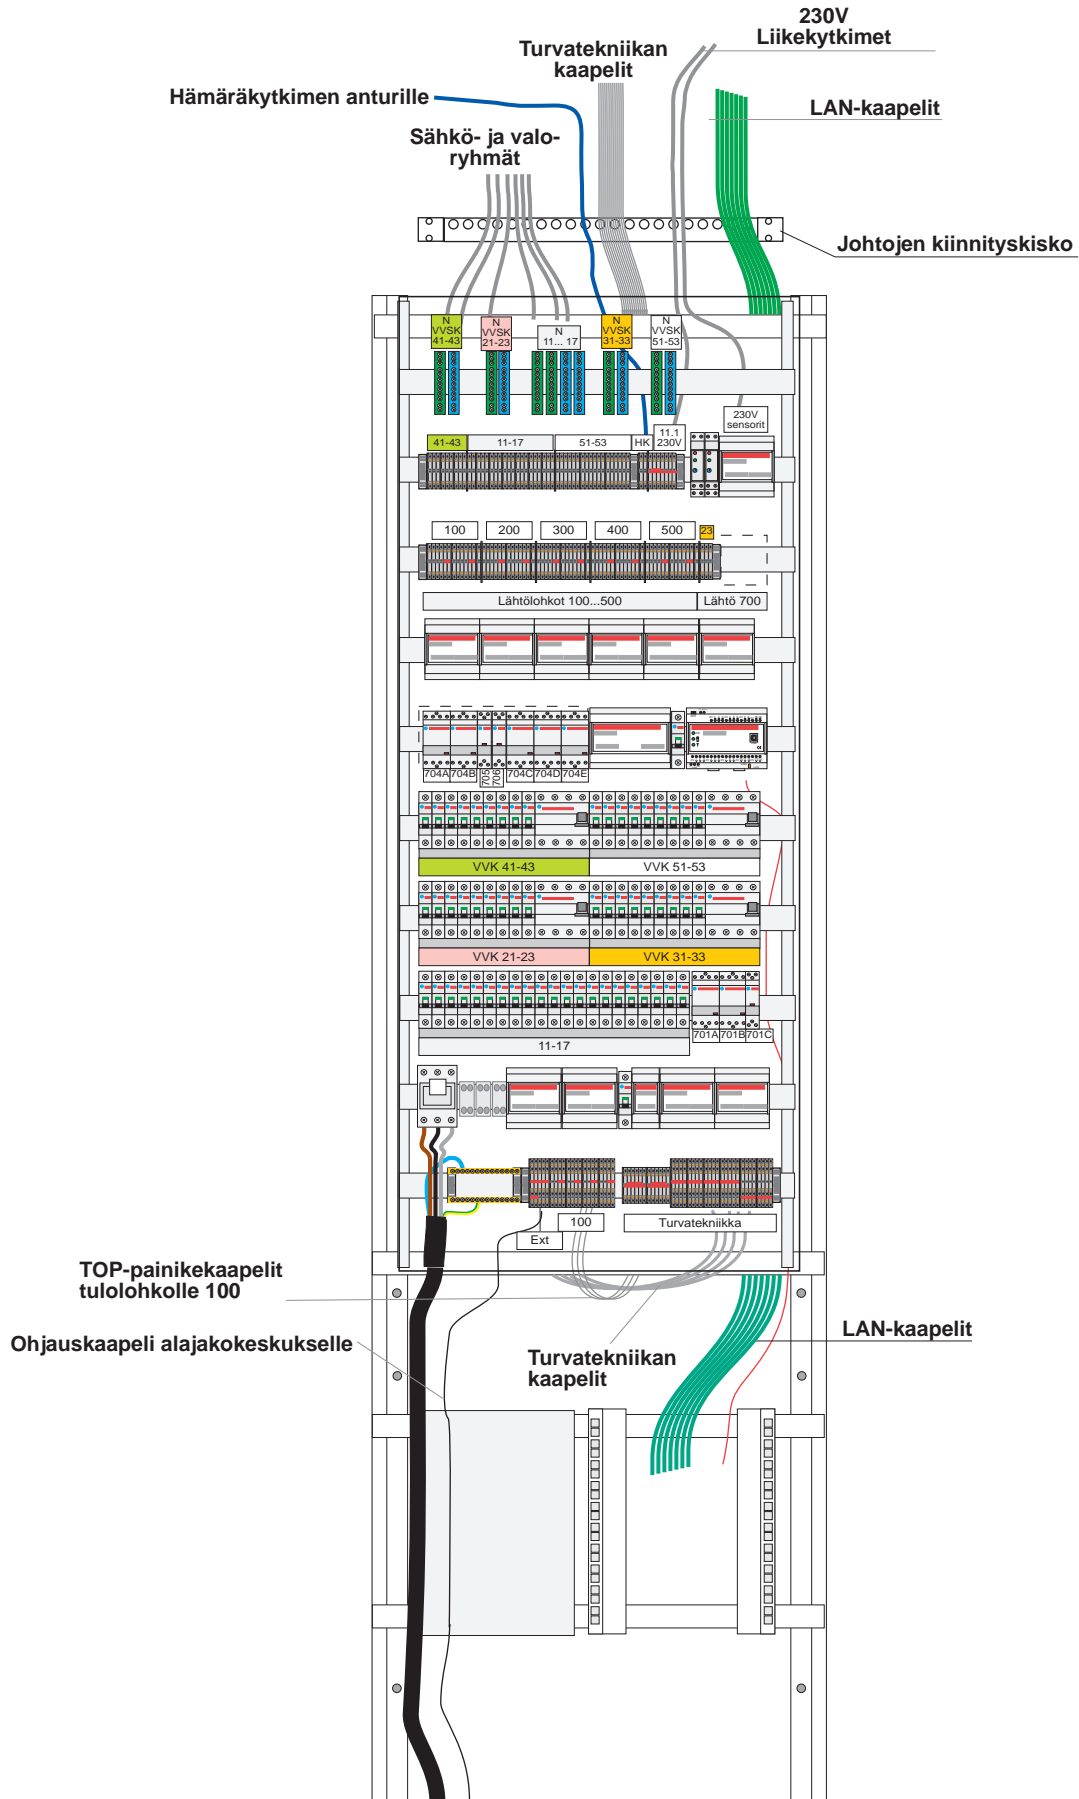 230V
Liikekytkimet
Turvatekniikan
kaapelit
Hämäräkytkimen anturille
LAN-kaapelit
Sähkö- ja valo-
ryhmät
Johtojen kiinnityskisko
N
VVSK
41-43
N
VVSK
21-23
N
11... 17
N
VVSK
31-33
N
VVSK
51-53
230V
sensorit
41-43
11-17
51-53
HK
11.1
230V
100
200
300
400
500
23
Lähtölohkot 100...500
Lähtö 700
704A
704B
705
706
704C
704D
704E
VVK 41-43
VVK 51-53
VVK 21-23
VVK 31-33
11-17
701A
701B
701C
100
Turvatekniikka
Ext
TOP-painikekaapelit
tulolohkolle 100
Ohjauskaapeli alajakokeskukselle
Turvatekniikan
kaapelit
LAN-kaapelit